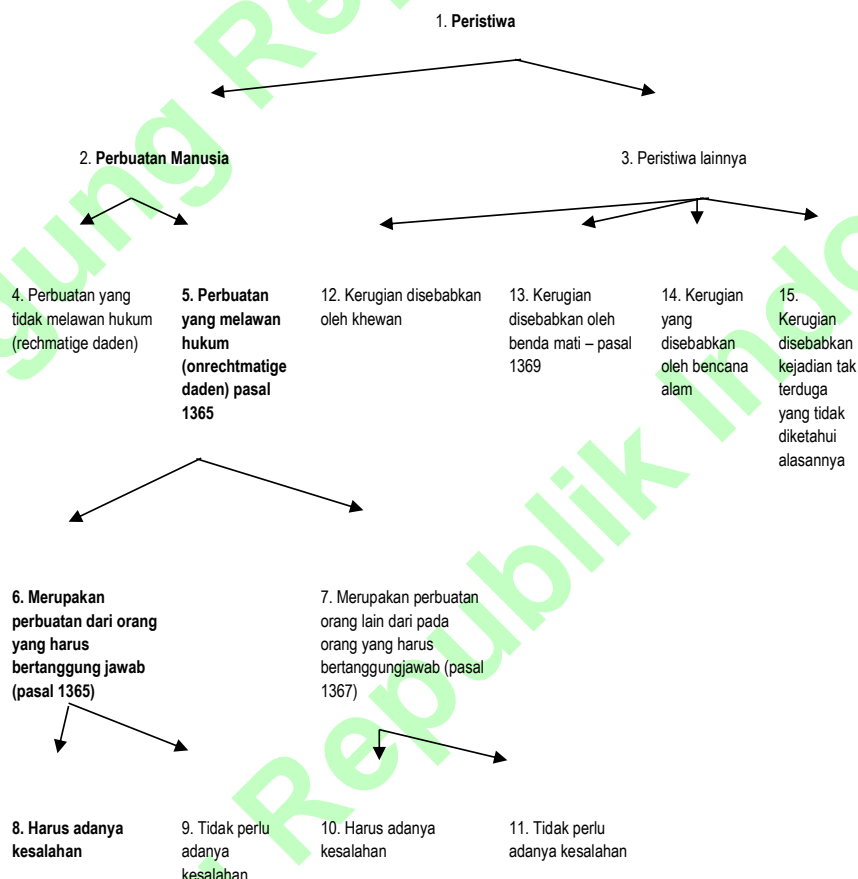 1. Peristiwa
2. Perbuatan Manusia
3. Peristiwa lainnya
4. Perbuatan yang
tidak melawan hukum
(rechmatige daden)
5. Perbuatan
yang melawan
hukum
(onrechtmatige
daden) pasal
1365
12. Kerugian disebabkan
oleh khewan
13. Kerugian
disebabkan oleh
benda mati – pasal
1369
14. Kerugian
yang
disebabkan
oleh bencana
alam
15.
Kerugian
disebabkan
kejadian tak
terduga
yang tidak
diketahui
alasannya
6. Merupakan
perbuatan dari orang
yang harus
bertanggung jawab
(pasal 1365)
7. Merupakan perbuatan
orang lain dari pada
orang yang harus
bertanggungjawab (pasal
1367)
8. Harus adanya
kesalahan
9. Tidak perlu
adanya
kesalahan
10. Harus adanya
kesalahan
11. Tidak perlu
adanya kesalahan
Republik Indo